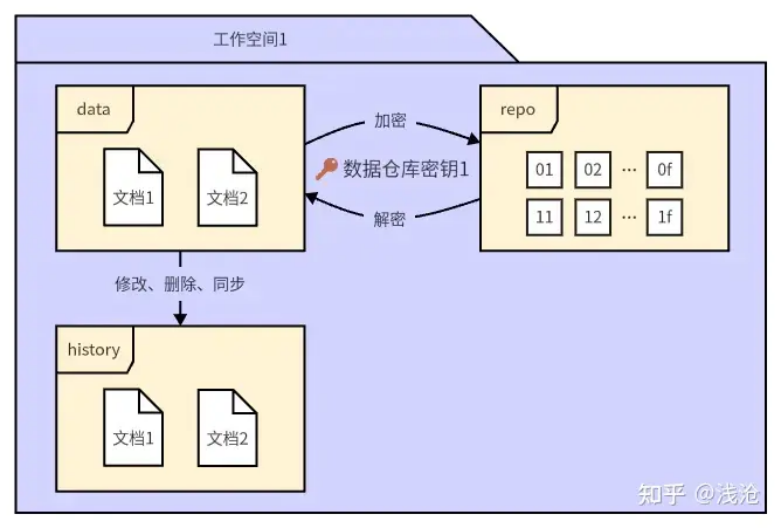 工作空间1
data
文档1
文档2
加密
数据仓库密钥1
解密
repo
01 02 ... 0f
11 12 ... 1f
修改、删除、同步
history
文档1
文档2
知乎 @浅沧